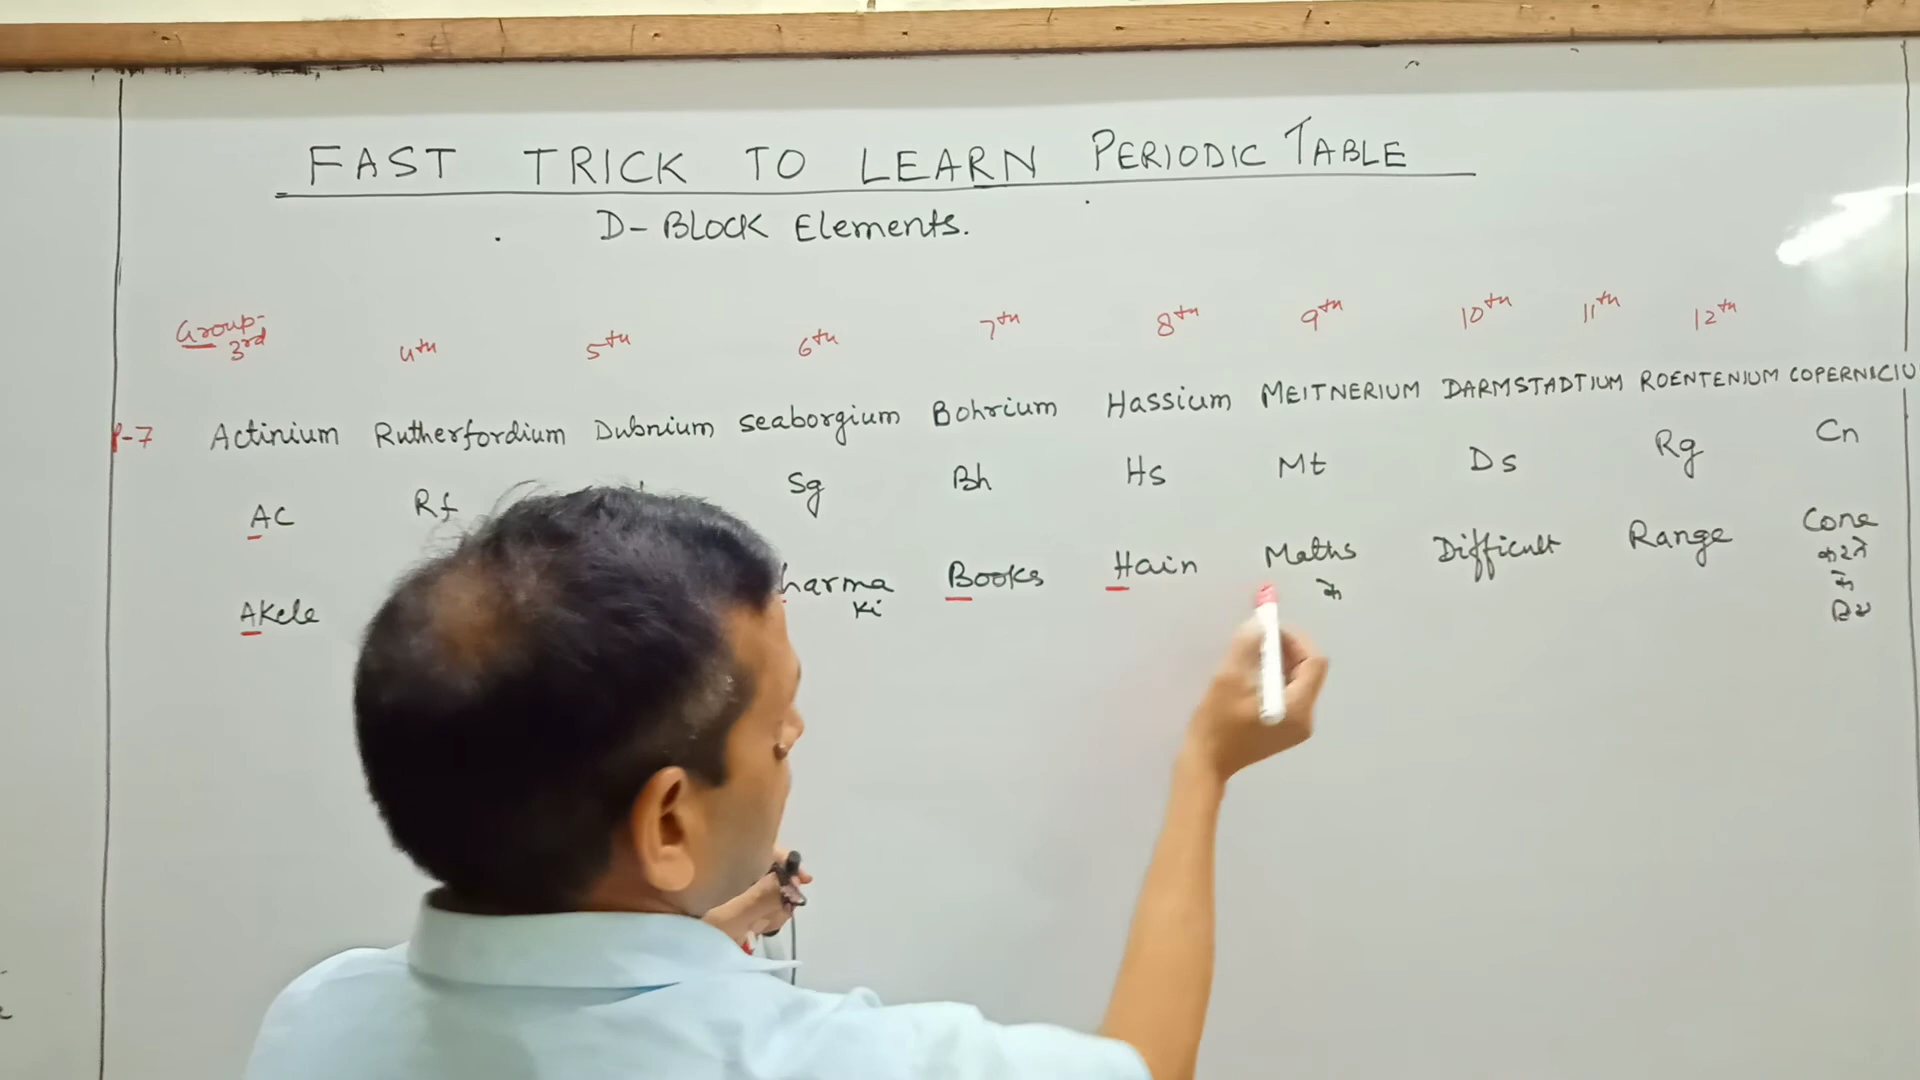 FAST TRICK TO LEARN PERIODIC TABLE
D-BLOCK Elements.
Group-
3rd 4th 5th 6th 7th 8th 9th 10th 11th 12th
P-7 Actinium Rutherfordium Dubnium seaborgium Bohrium Hassium MEITNERIUM DARMSTADTIUM ROENTENIUM COPERNICIU
AC Rf Sg Bh Hs Mt Ds Rg Cn
AKele harma Books Hain Maths Difficult Range Cone
Ki के करने
के
लिए